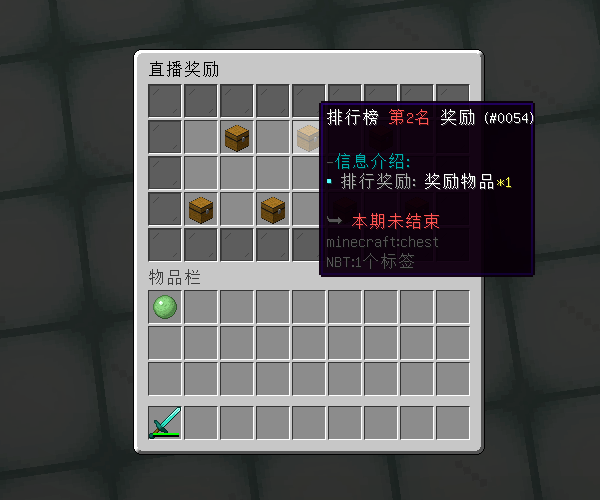 直播奖励
排行榜 第2名 奖励 (#0054)
-信息介绍:
▪ 排行奖励: 奖励物品*1
↪ 本期未结束
minecraft:chest
NBT:1个标签
物品栏